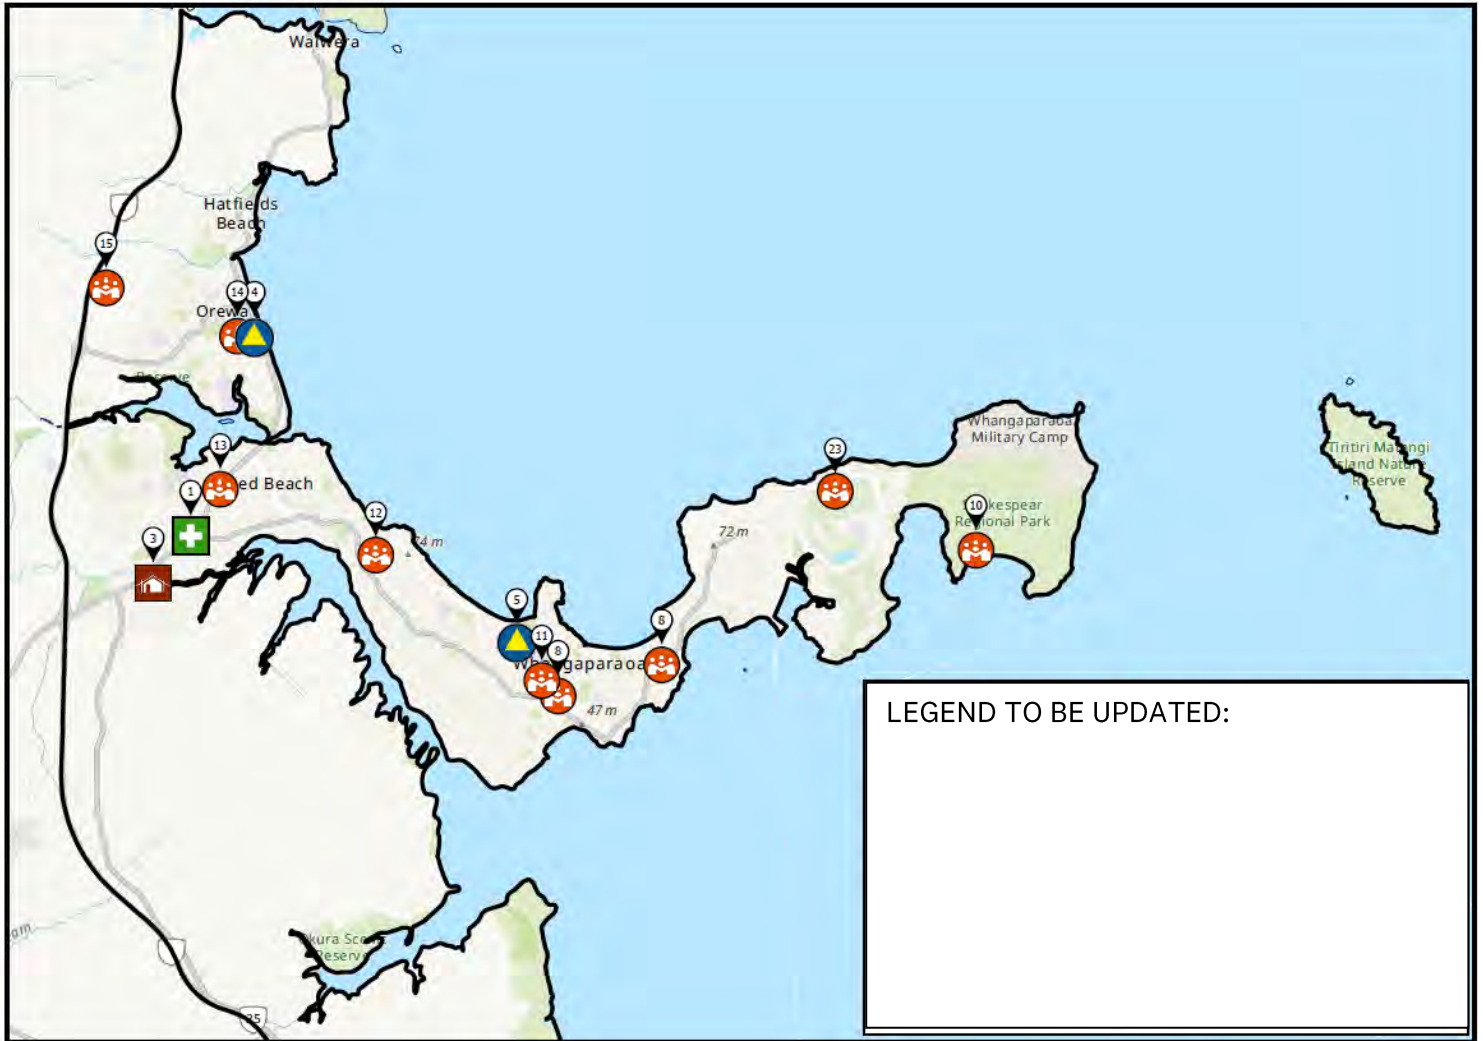 Waiwera
Hatfields
Beach
15
14
4
Orewa
Reserve
13
ed Beach
1
3
12
74 m
5
11
8
Whangaparaoa
47 m
8
72 m
23
Whangaparaoa
Military Camp
10
Regional Park
Tiritiri Matangi
Island Nature
Reserve
LEGEND TO BE UPDATED:
Okura Scenic
Reserve